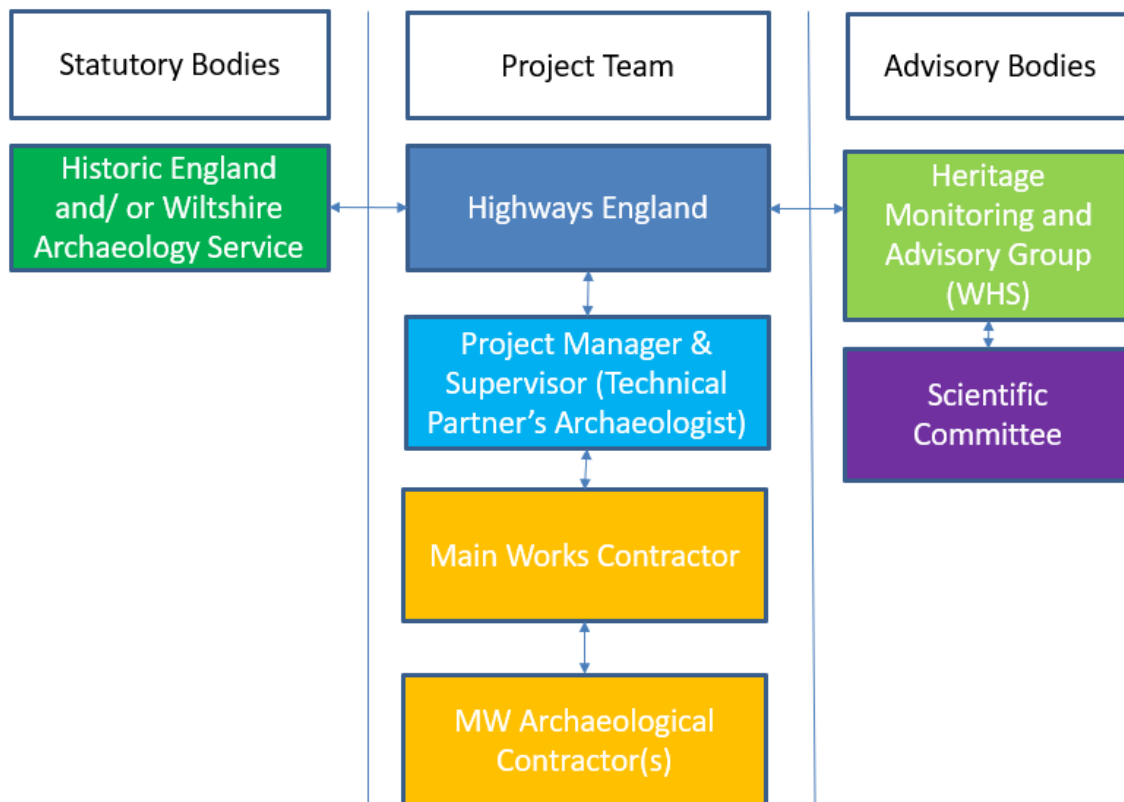 Statutory Bodies
Project Team
Advisory Bodies
Historic England
and/ or Wiltshire
Archaeology Service
Highways England
Heritage
Monitoring and
Advisory Group
(WHS)
Project Manager &
Supervisor (Technical
Partner’s Archaeologist)
Scientific
Committee
Main Works Contractor
MW Archaeological
Contractor(s)